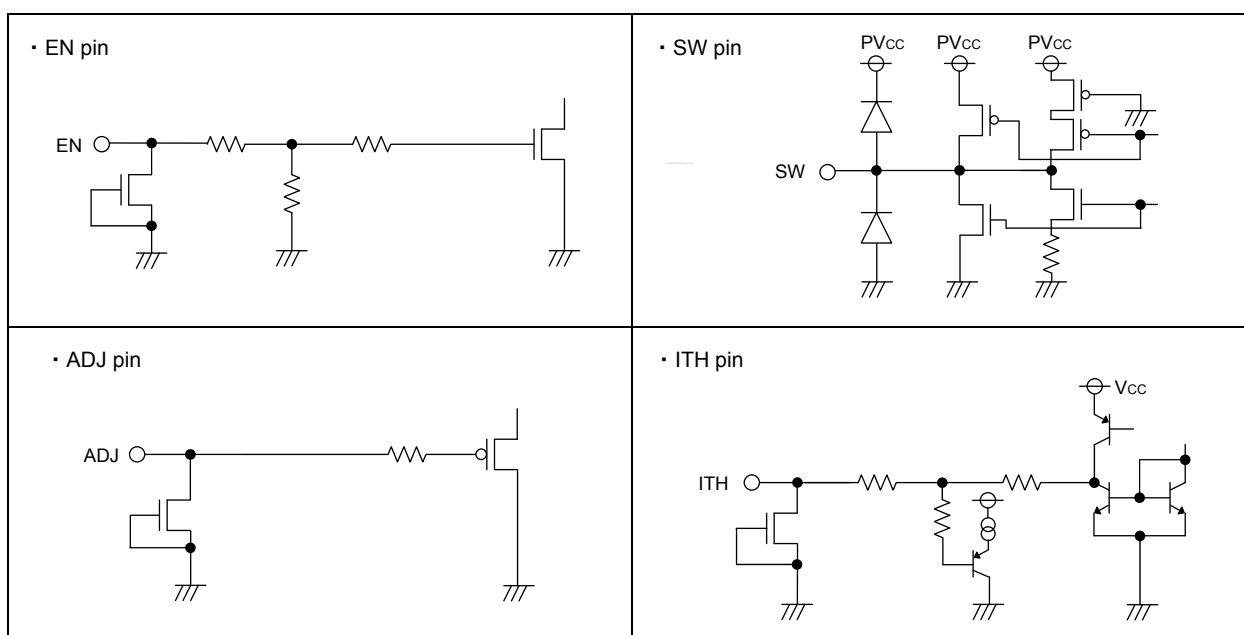 ・ EN pin
EN
・ SW pin
PVCC PVCC PVCC
SW
・ ADJ pin
ADJ
・ ITH pin
VCC
ITH